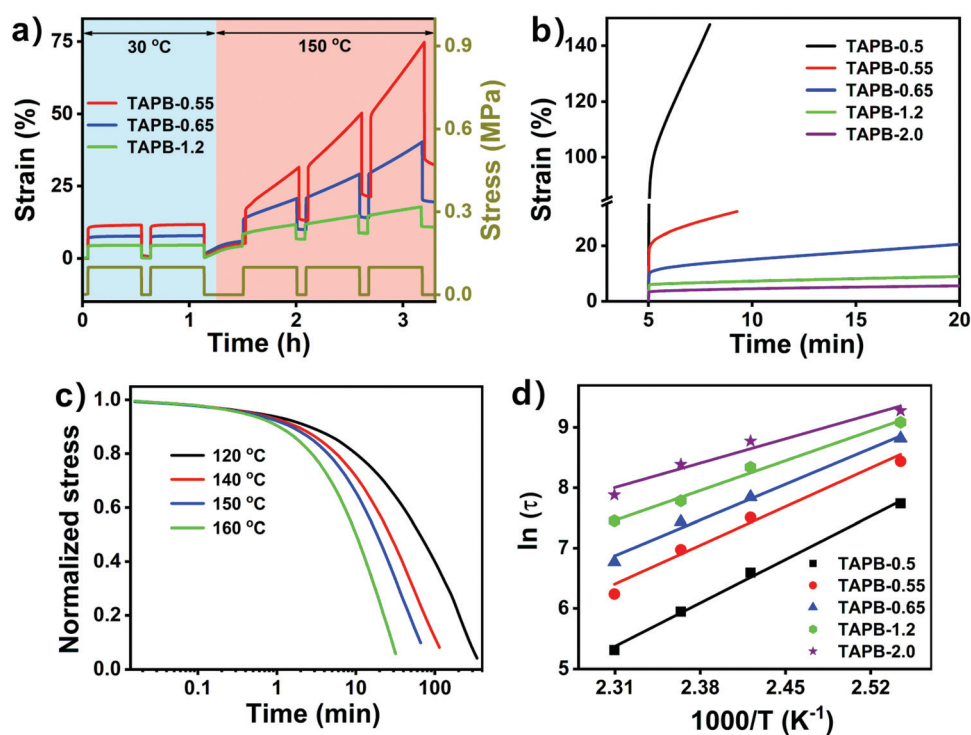 a)
30 °C
150 °C
TAPB-0.55
TAPB-0.65
TAPB-1.2
Strain (%)
75
50
25
0
0.9
0.6
0.3
0.0
Stress (MPa)
0 1 2 3
Time (h)
b)
TAPB-0.5
TAPB-0.55
TAPB-0.65
TAPB-1.2
TAPB-2.0
Strain (%)
140
120
100
20
0
5 10 15 20
Time (min)
c)
120 °C
140 °C
150 °C
160 °C
Normalized stress
1.0
0.8
0.6
0.4
0.2
0.0
0.1 1 10 100
Time (min)
d)
TAPB-0.5
TAPB-0.55
TAPB-0.65
TAPB-1.2
TAPB-2.0
ln (τ)
9
8
7
6
5
2.31 2.38 2.45 2.52
1000/T (K⁻¹)